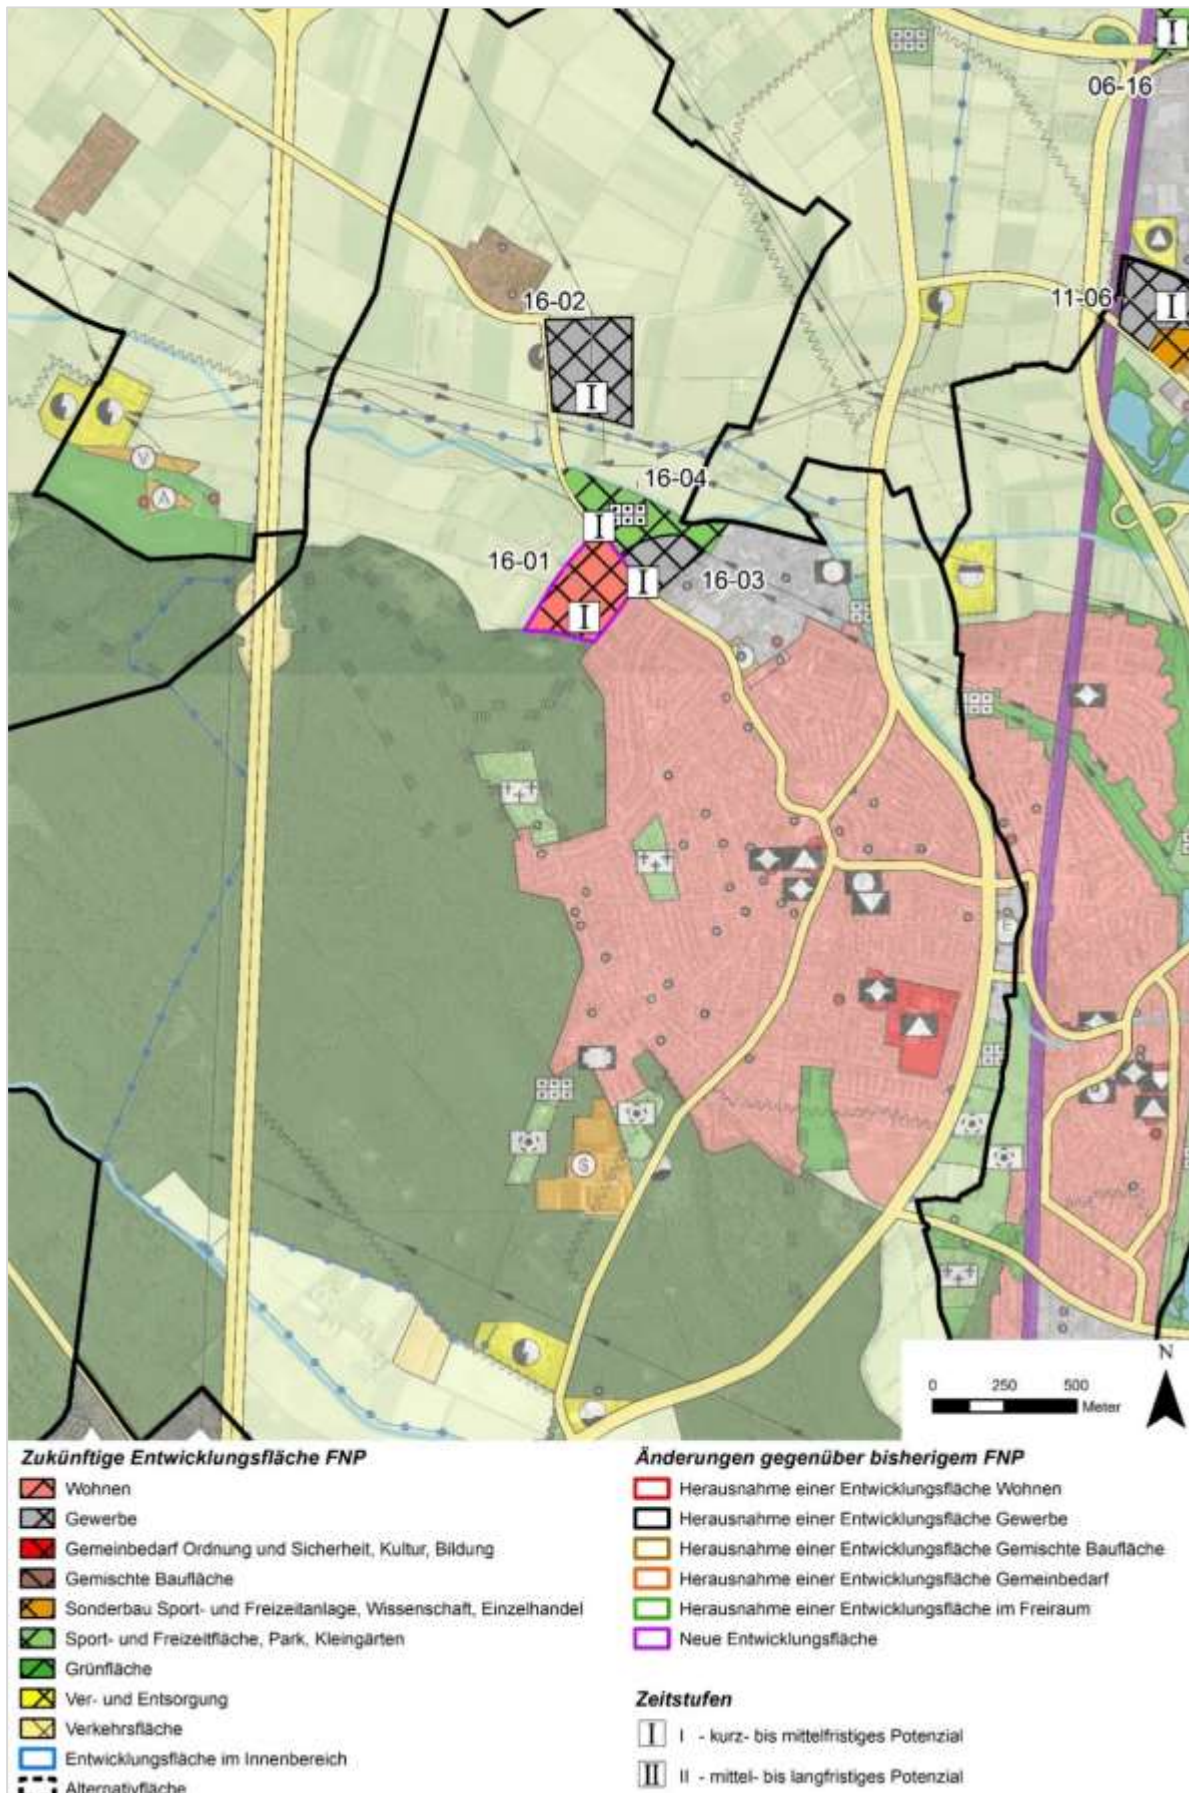 I
06-16
11-06
I
16-02
I
16-04
I
16-01
I
16-03
I
V
A
E
S
N
0 250 500
Meter
Zukünftige Entwicklungsfläche FNP
Wohnen
Gewerbe
Gemeinbedarf Ordnung und Sicherheit, Kultur, Bildung
Gemischte Baufläche
Sonderbau Sport- und Freizeitanlage, Wissenschaft, Einzelhandel
Sport- und Freizeitfläche, Park, Kleingärten
Grünfläche
Ver- und Entsorgung
Verkehrsfläche
Entwicklungsfläche im Innenbereich
Alternativfläche
Änderungen gegenüber bisherigem FNP
Herausnahme einer Entwicklungsfläche Wohnen
Herausnahme einer Entwicklungsfläche Gewerbe
Herausnahme einer Entwicklungsfläche Gemischte Baufläche
Herausnahme einer Entwicklungsfläche Gemeinbedarf
Herausnahme einer Entwicklungsfläche im Freiraum
Neue Entwicklungsfläche
Zeitstufen
I I - kurz- bis mittelfristiges Potenzial
II II - mittel- bis langfristiges Potenzial